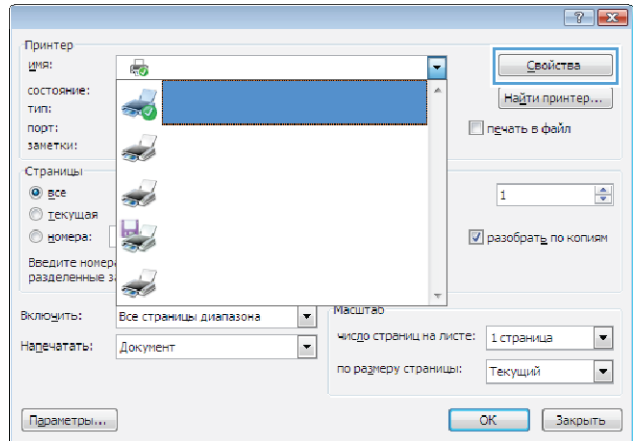 Принтер
имя:
Свойства
состояние:
Найти принтер...
тип:
порт:
печать в файл
заметки:
Страницы
все
1
текущая
номера:
разобрать по копиям
Введите номер
разделенные з
Включить:
Все страницы диапазона
Масштаб
число страниц на листе:
1 страница
Напечатать:
Документ
по размеру страницы:
Текущий
Параметры...
ОК
Закрыть